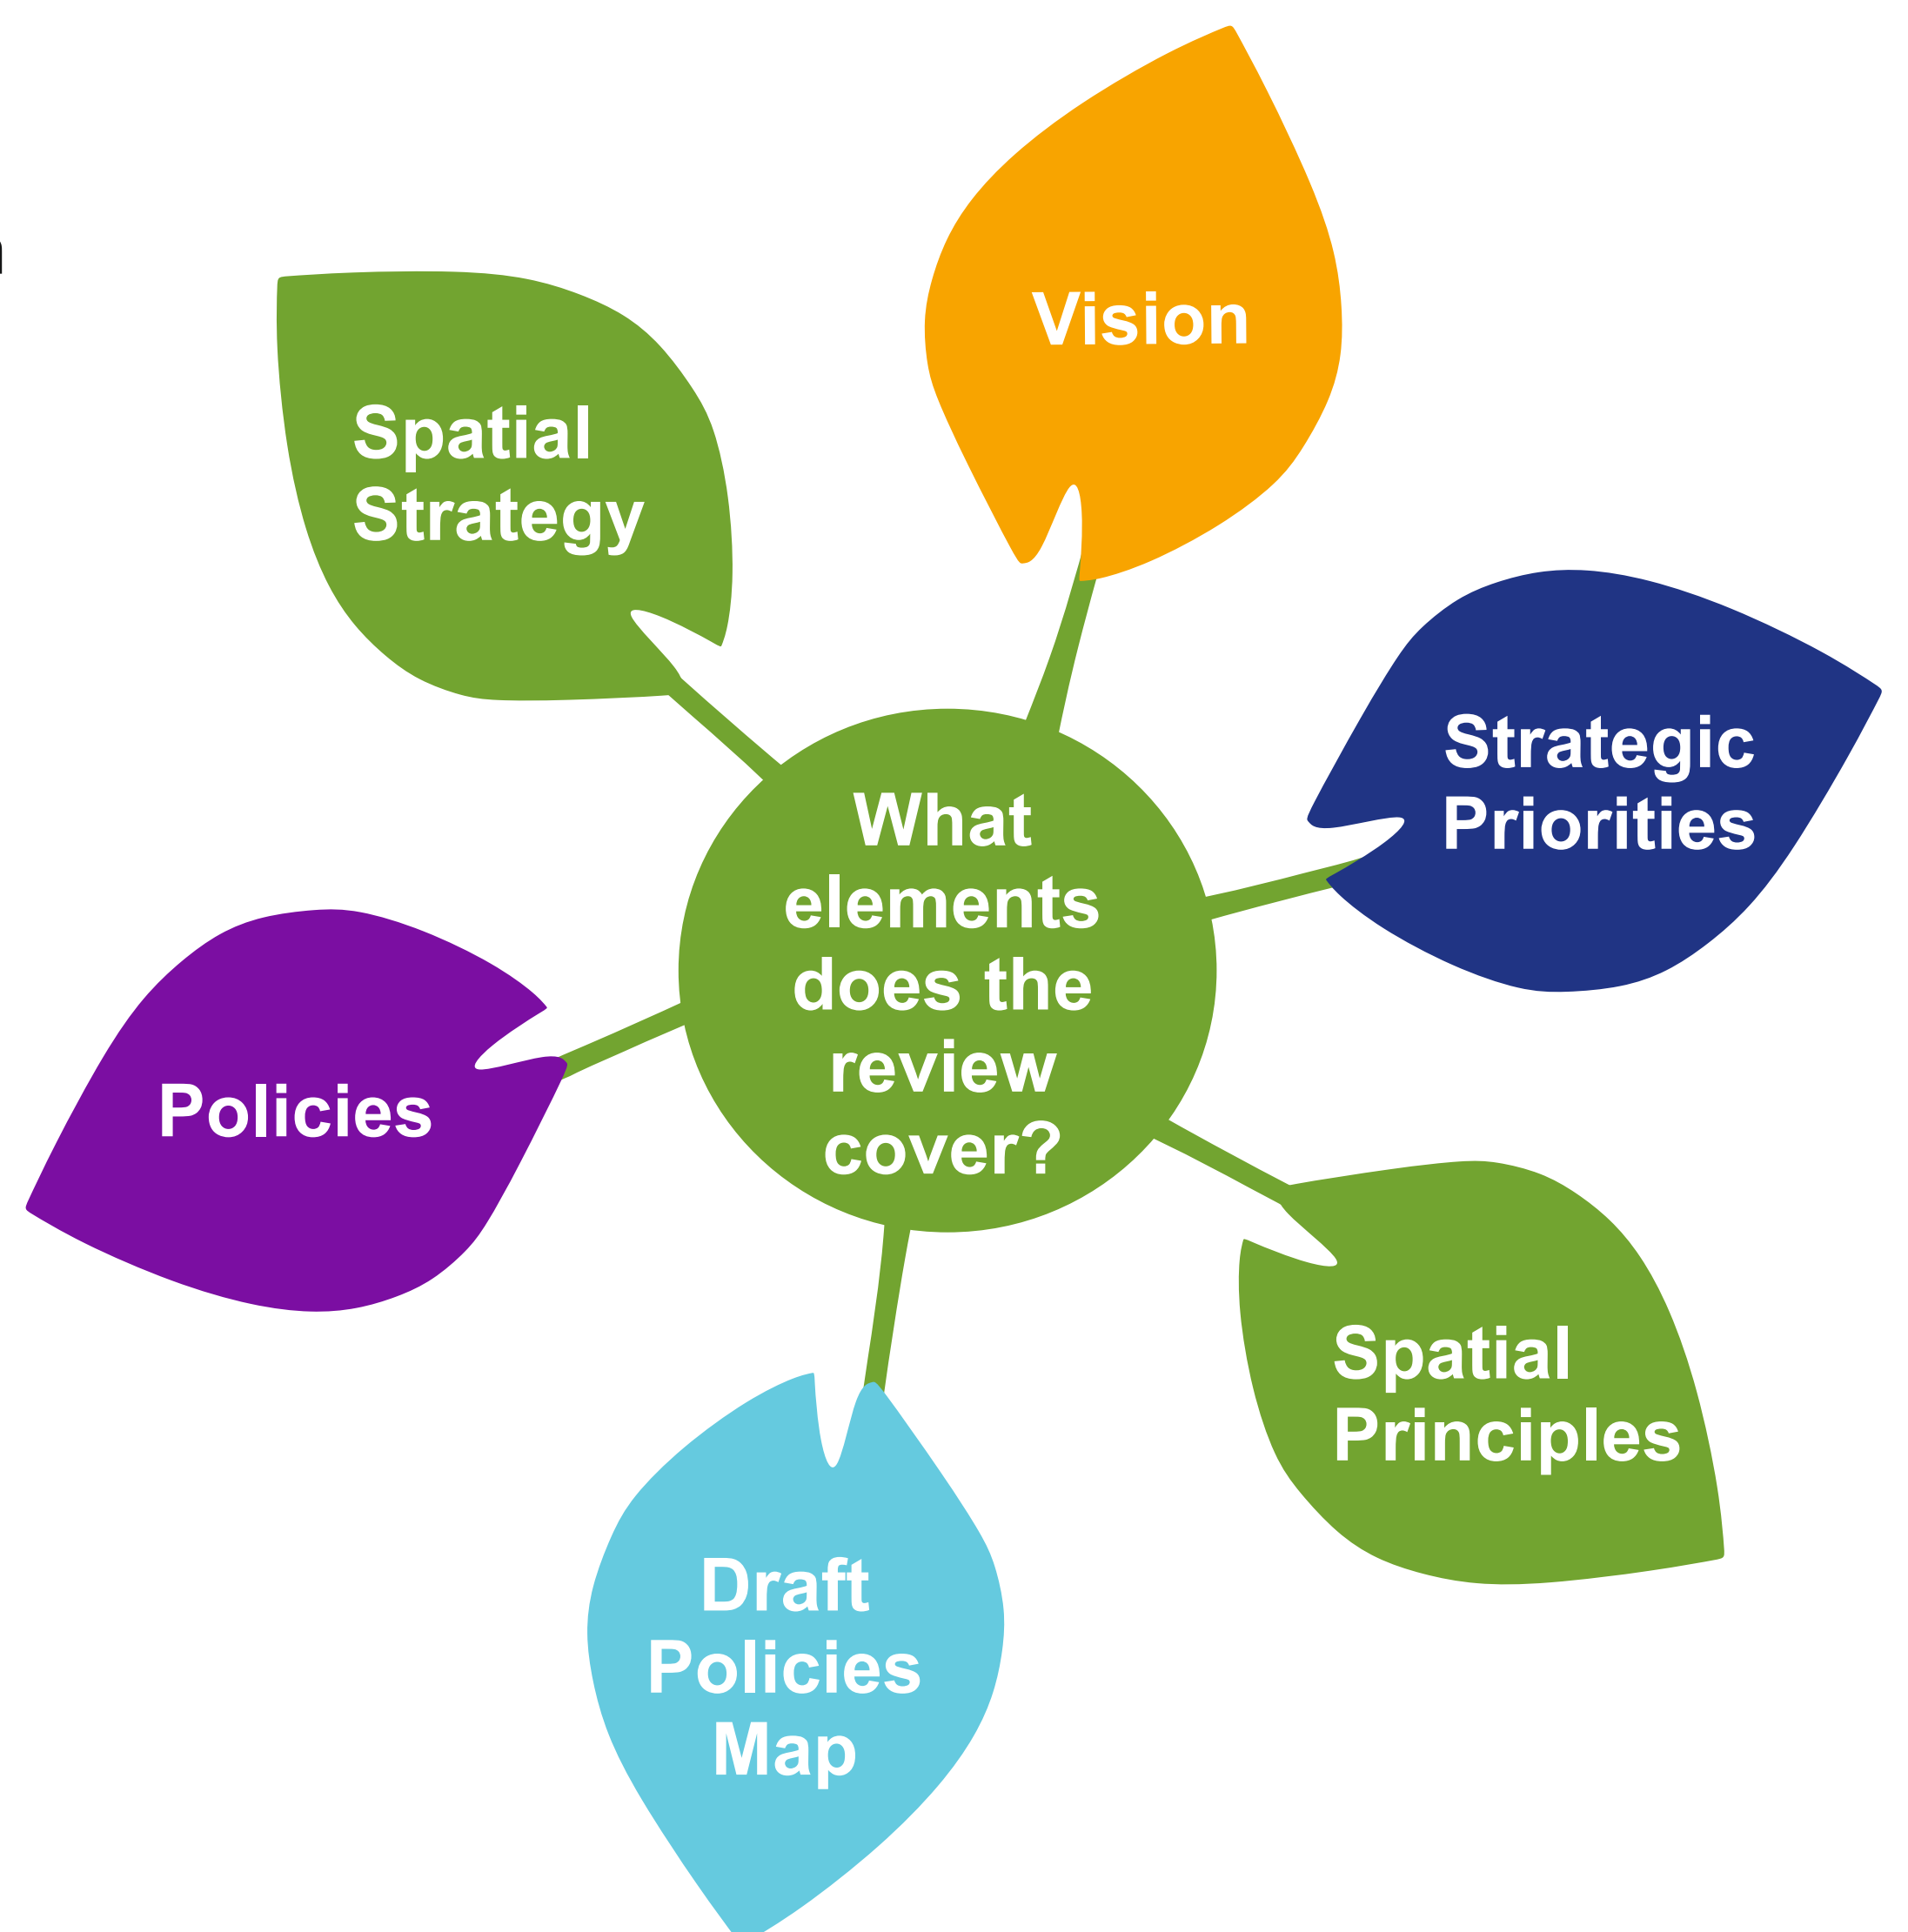 Vision
Spatial
Strategy
Strategic
Priorities
What
elements
does the
review
cover?
Policies
Spatial
Principles
Draft
Policies
Map